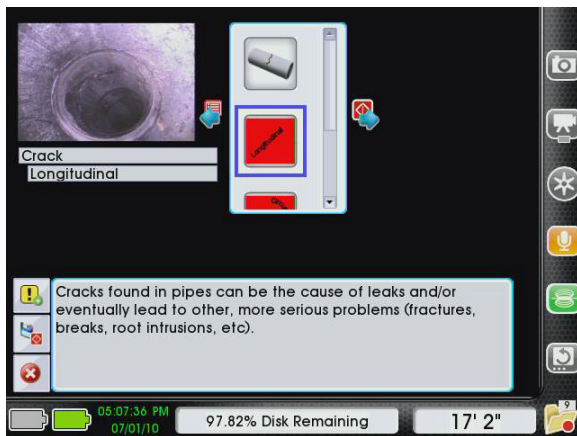 Crack
Longitudinal
Longitudinal
Cracks found in pipes can be the cause of leaks and/or
eventually lead to other, more serious problems (fractures,
breaks, root intrusions, etc).
05:07:36 PM
07/01/10
97.82% Disk Remaining
17' 2"
9